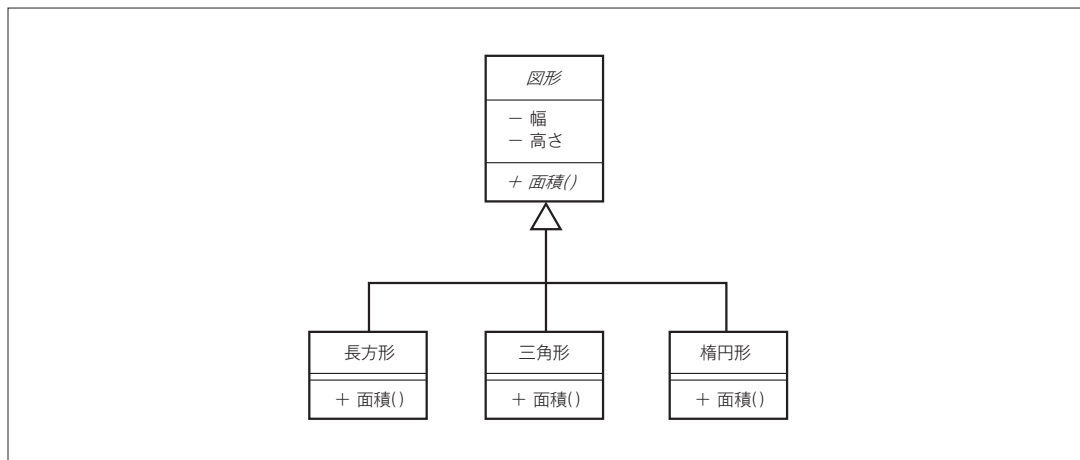 図形
− 幅
− 高さ
+ 面積()
長方形
+ 面積()
三角形
+ 面積()
楕円形
+ 面積()